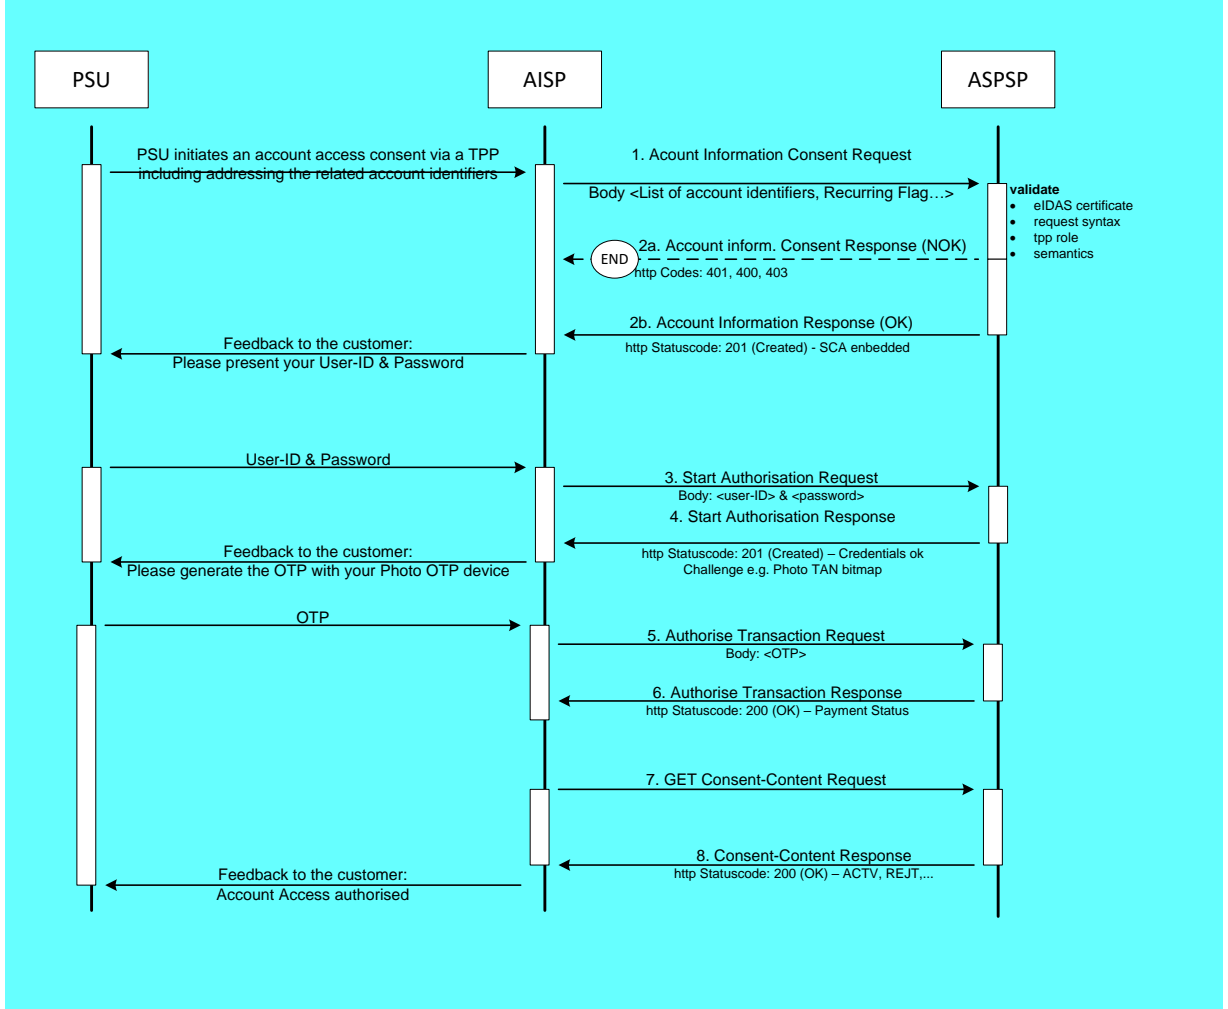 PSU
AISP
ASPSP
PSU initiates an account access consent via a TPP
including addressing the related account identifiers
1. Acount Information Consent Request
Body <List of account identifiers, Recurring Flag…>
validate
• eIDAS certificate
• request syntax
• tpp role
• semantics
2a. Account inform. Consent Response (NOK)
END
http Codes: 401, 400, 403
2b. Account Information Response (OK)
http Statuscode: 201 (Created) - SCA enbedded
Feedback to the customer:
Please present your User-ID & Password
User-ID & Password
3. Start Authorisation Request
Body: <user-ID> & <password>
4. Start Authorisation Response
http Statuscode: 201 (Created) – Credentials ok
Challenge e.g. Photo TAN bitmap
Feedback to the customer:
Please generate the OTP with your Photo OTP device
OTP
5. Authorise Transaction Request
Body: <OTP>
6. Authorise Transaction Response
http Statuscode: 200 (OK) – Payment Status
7. GET Consent-Content Request
8. Consent-Content Response
http Statuscode: 200 (OK) – ACTV, REJT,...
Feedback to the customer:
Account Access authorised